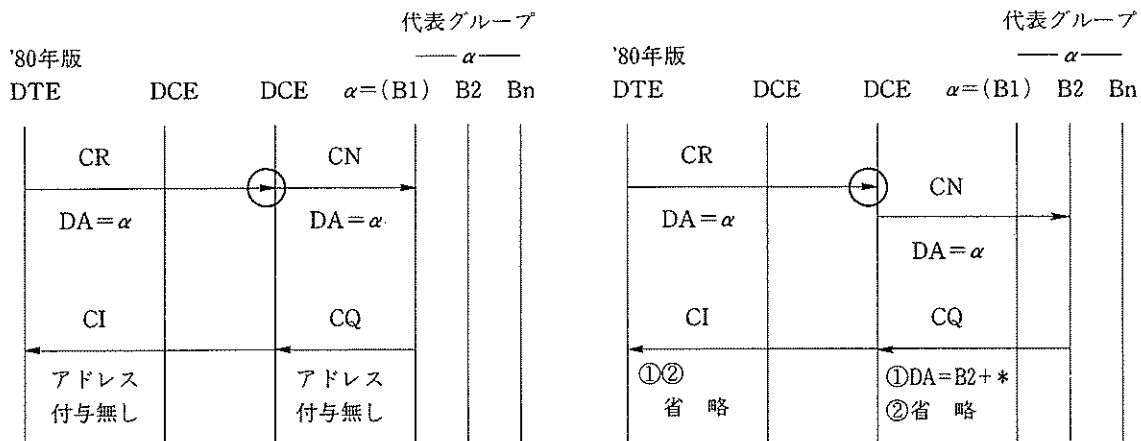 代表グループ
'80年版
α
DTE DCE DCE α=(B1) B2 Bn
CR CN
DA=α DA=α
CI CQ
アドレス アドレス
付与無し 付与無し
代表グループ
'80年版
α
DTE DCE DCE α=(B1) B2 Bn
CR
CN
DA=α
DA=α
CI CQ
①② ①DA=B2+*
省 略 ②省 略